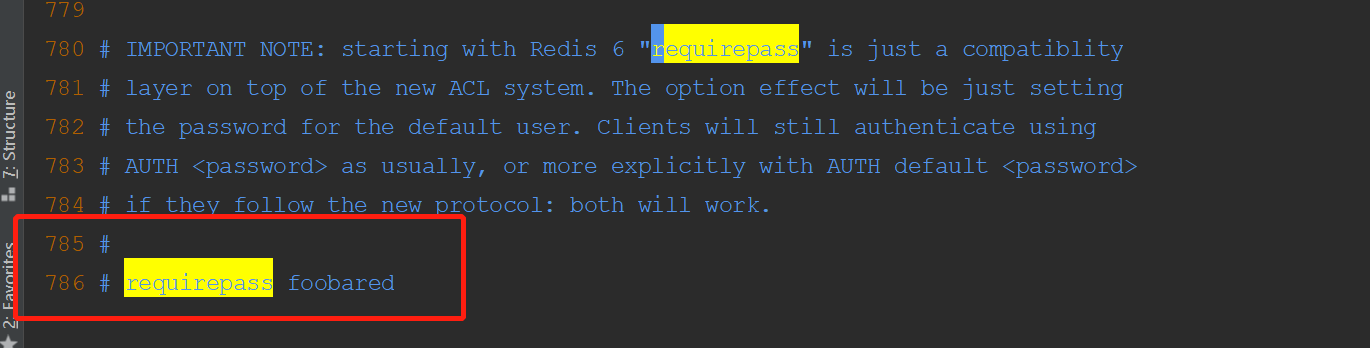 779
780 # IMPORTANT NOTE: starting with Redis 6 "requirepass" is just a compatiblity
781 # layer on top of the new ACL system. The option effect will be just setting
782 # the password for the default user. Clients will still authenticate using
783 # AUTH <password> as usually, or more explicitly with AUTH default <password>
784 # if they follow the new protocol: both will work.
785 #
786 # requirepass foobared
7: Structure
2: Favorites